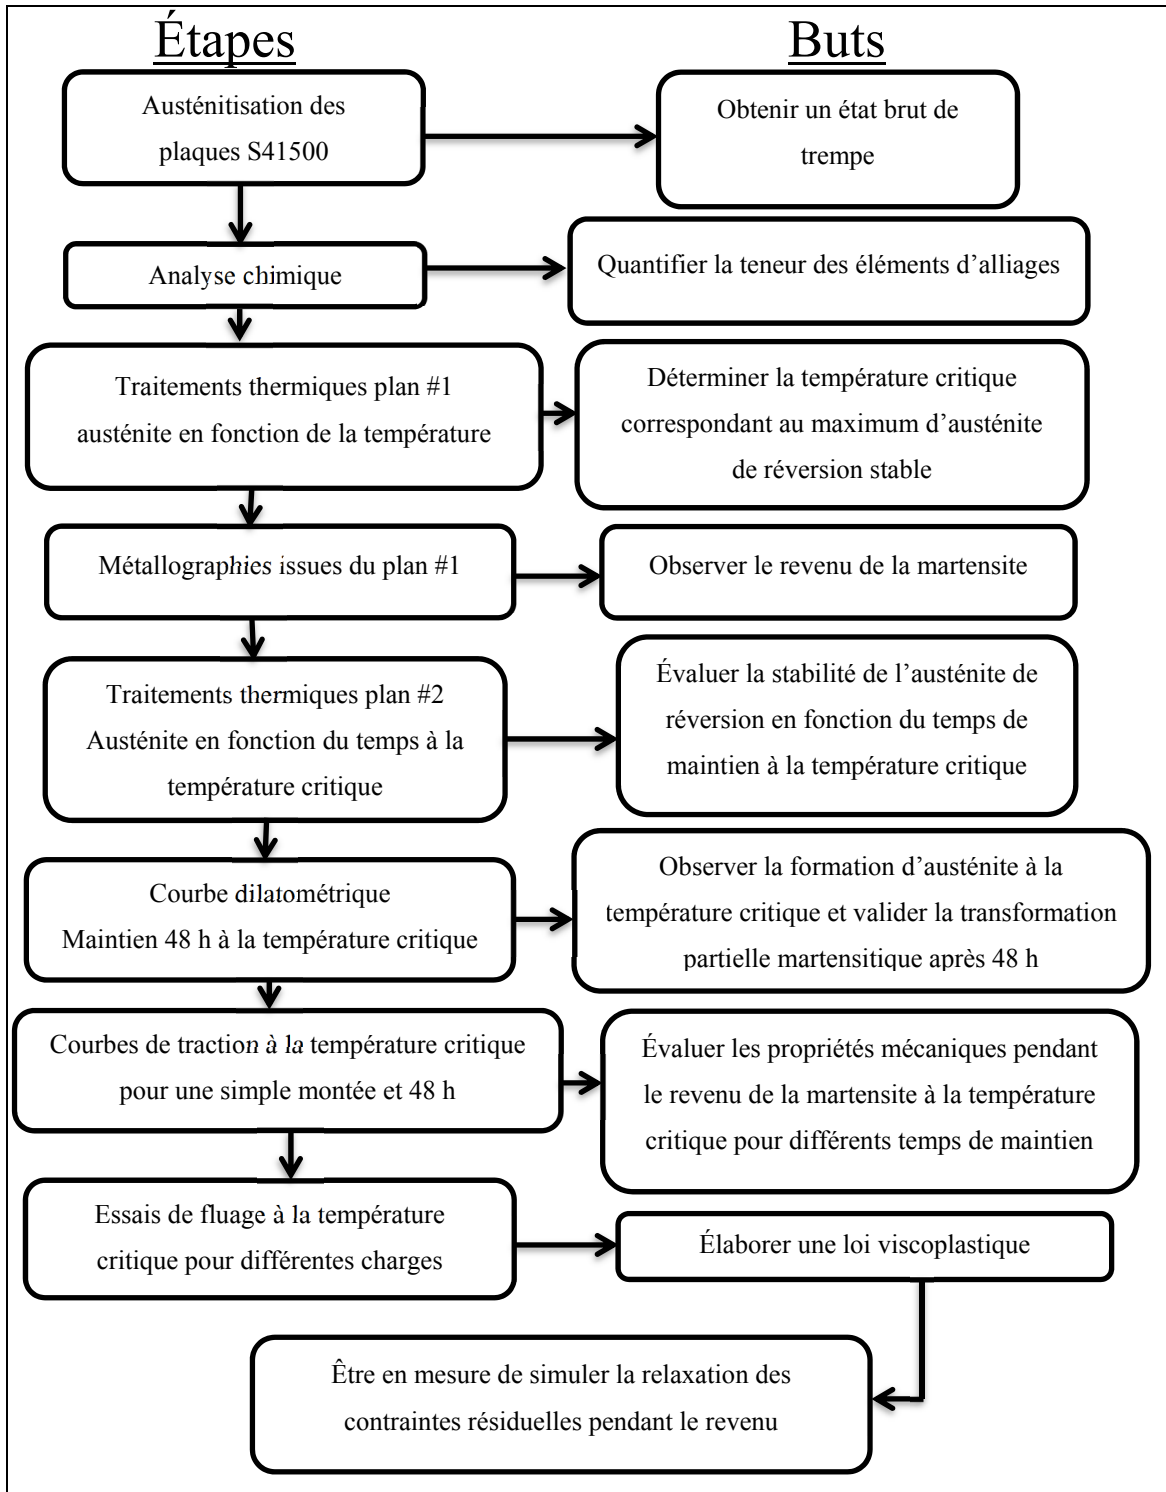 Étapes
Buts
Austénitisation des
plaques S41500
Obtenir un état brut de
trempe
Analyse chimique
Quantifier la teneur des éléments d’alliages
Traitements thermiques plan #1
austénite en fonction de la température
Déterminer la température critique
correspondant au maximum d’austénite
de réversion stable
Métallographies issues du plan #1
Observer le revenu de la martensite
Traitements thermiques plan #2
Austénite en fonction du temps à la
température critique
Évaluer la stabilité de l’austénite de
réversion en fonction du temps de
maintien à la température critique
Courbe dilatométrique
Maintien 48 h à la température critique
Observer la formation d’austénite à la
température critique et valider la transformation
partielle martensitique après 48 h
Courbes de traction à la température critique
pour une simple montée et 48 h
Évaluer les propriétés mécaniques pendant
le revenu de la martensite à la température
critique pour différents temps de maintien
Essais de fluage à la température
critique pour différentes charges
Élaborer une loi viscoplastique
Être en mesure de simuler la relaxation des
contraintes résiduelles pendant le revenu